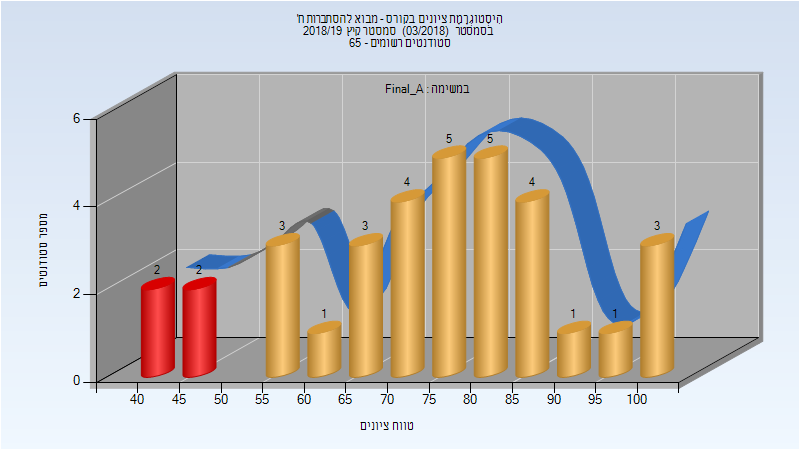 היסטוגרמת ציונים בקורס - מבוא להסתברות ח'
בסמסטר (03/2018) סמסטר קיץ 2018/19
סטודנטים רשומים - 65
במשימה : Final_A
מספר סטודנטים
6
4
2
0
2 2 3 1 3 4 5 5 4 1 1 3
40 45 50 55 60 65 70 75 80 85 90 95 100
טווח ציונים